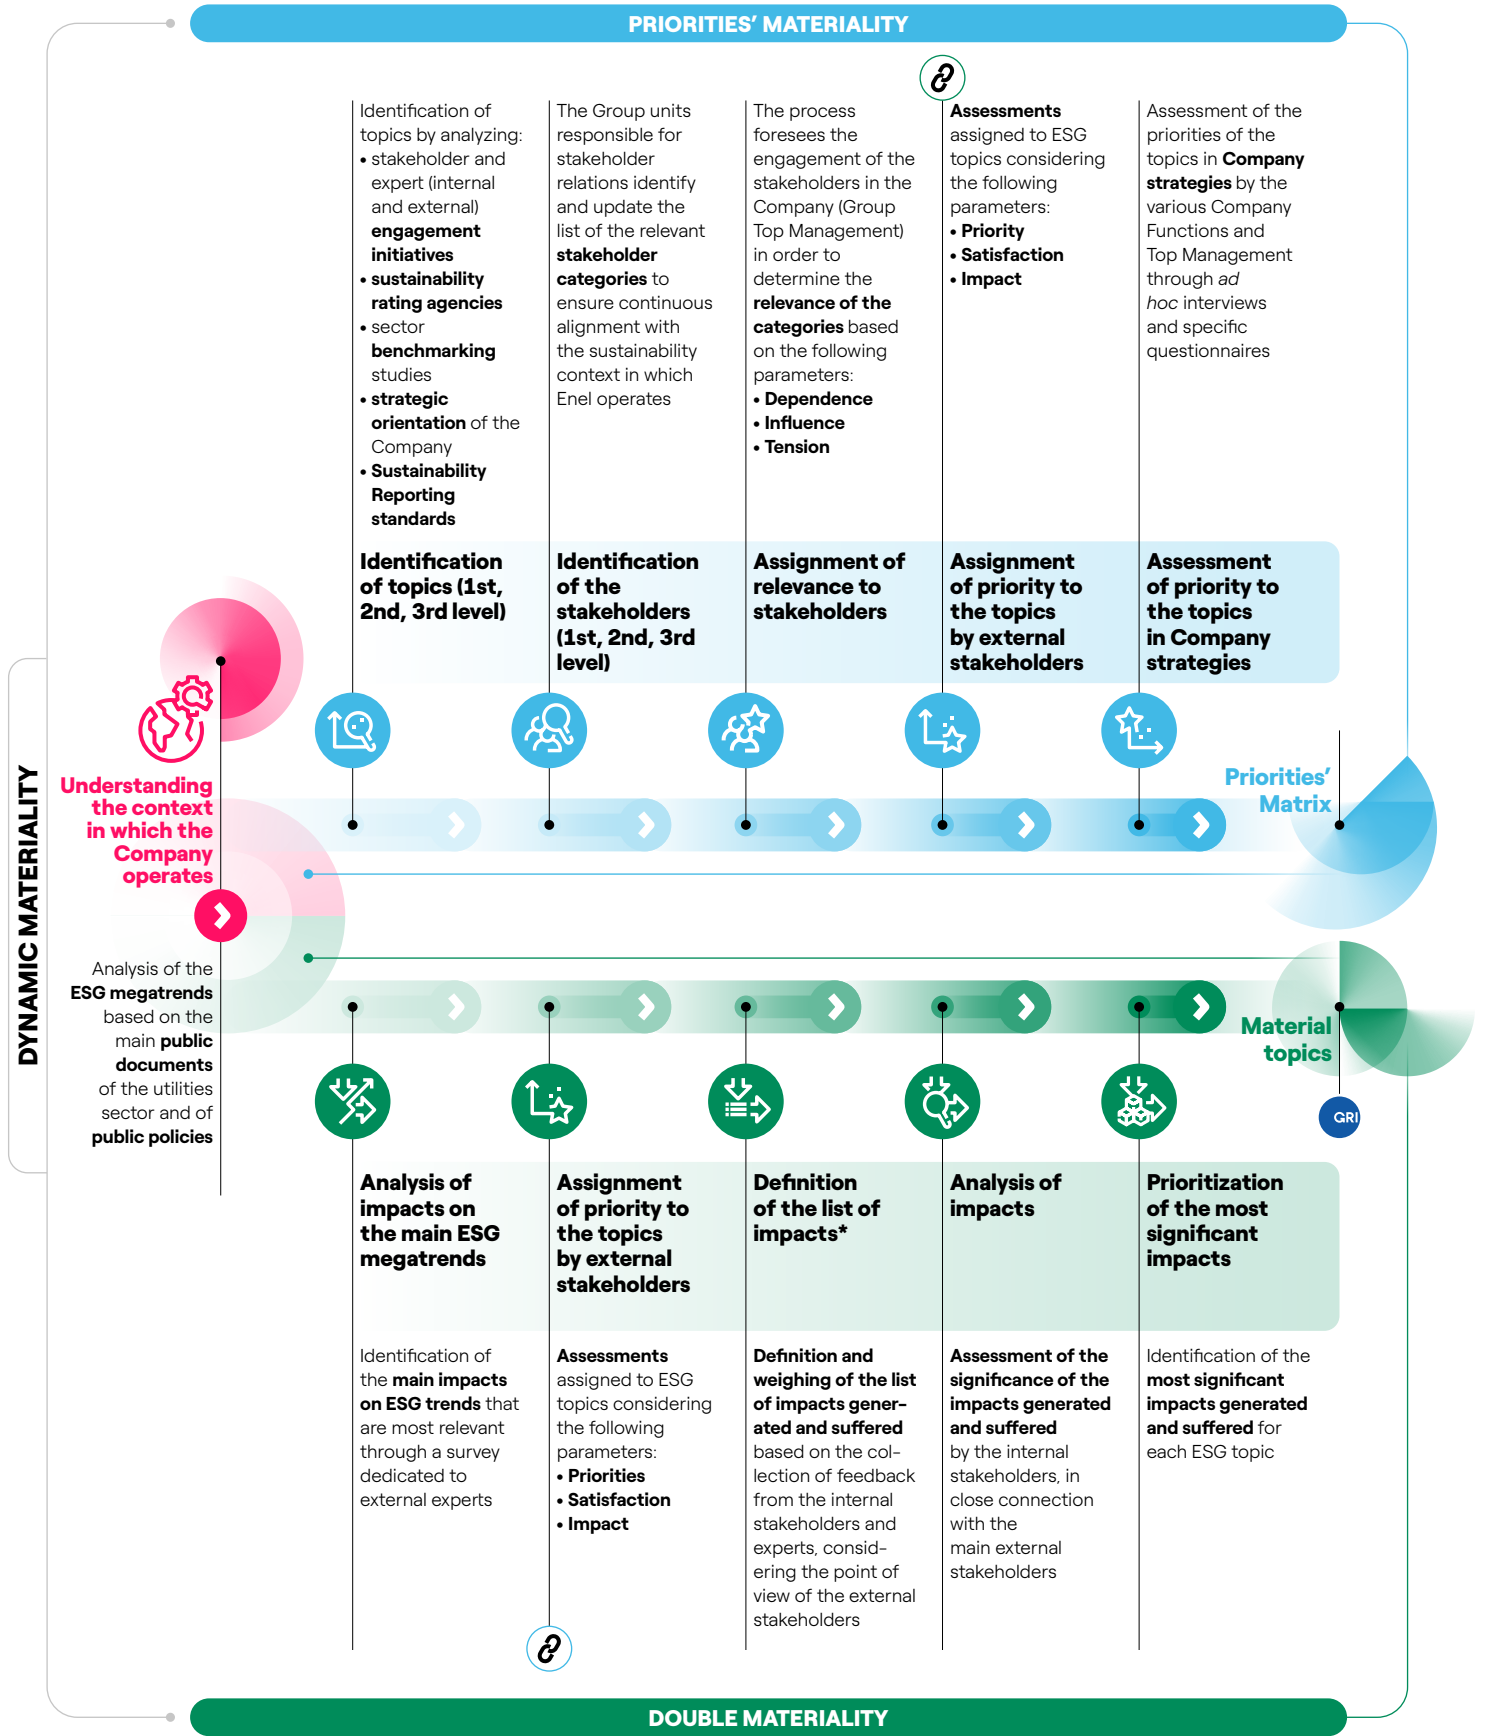 PRIORITIES’ MATERIALITY
Identification of
topics by analyzing:
• stakeholder and
expert (internal
and external)
engagement
initiatives
• sustainability
rating agencies
• sector
benchmarking
studies
• strategic
orientation of the
Company
• Sustainability
Reporting
standards
The Group units
responsible for
stakeholder
relations identify
and update the
list of the relevant
stakeholder
categories to
ensure continuous
alignment with
the sustainability
context in which
Enel operates
The process
foresees the
engagement of the
stakeholders in the
Company (Group
Top Management)
in order to
determine the
relevance of the
categories based
on the following
parameters:
• Dependence
• Influence
• Tension
Assessments
assigned to ESG
topics considering
the following
parameters:
• Priority
• Satisfaction
• Impact
Assessment of the
priorities of the
topics in Company
strategies by the
various Company
Functions and
Top Management
through ad
hoc interviews
and specific
questionnaires
Identification
of topics (1st,
2nd, 3rd level)
Identification
of the
stakeholders
(1st, 2nd, 3rd
level)
Assignment of
relevance to
stakeholders
Assignment
of priority to
the topics
by external
stakeholders
Assessment
of priority to
the topics
in Company
strategies
DYNAMIC MATERIALITY
Understanding
the context
in which the
Company
operates
Analysis of the
ESG megatrends
based on the
main public
documents
of the utilities
sector and of
public policies
Priorities’
Matrix
Material
topics
GRI
Analysis of
impacts on
the main ESG
megatrends
Assignment
of priority to
the topics
by external
stakeholders
Definition
of the list of
impacts*
Analysis of
impacts
Prioritization
of the most
significant
impacts
Identification of
the main impacts
on ESG trends that
are most relevant
through a survey
dedicated to
external experts
Assessments
assigned to ESG
topics considering
the following
parameters:
• Priorities
• Satisfaction
• Impact
Definition and
weighing of the list
of impacts gener-
ated and suffered
based on the col-
lection of feedback
from the internal
stakeholders and
experts, consid-
ering the point of
view of the external
stakeholders
Assessment of the
significance of the
impacts generated
and suffered
by the internal
stakeholders, in
close connection
with the
main external
stakeholders
Identification of the
most significant
impacts generated
and suffered for
each ESG topic
DOUBLE MATERIALITY